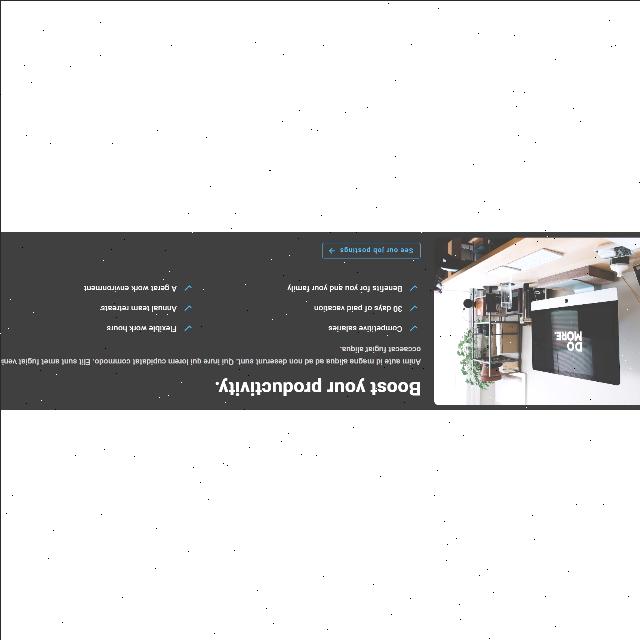 Boost your productivity.
Anim aute id magna aliqua ad ad non deserunt sunt. Qui irure qui lorem cupidatat commodo. Elit sunt amet fugiat veni
occaecat fugiat aliqua.
Competitive salaries
Flexible work hours
30 days of paid vacation
Annual team retreats
Benefits for you and your family
A gerat work environment
See our job postings →
DO
MORE.